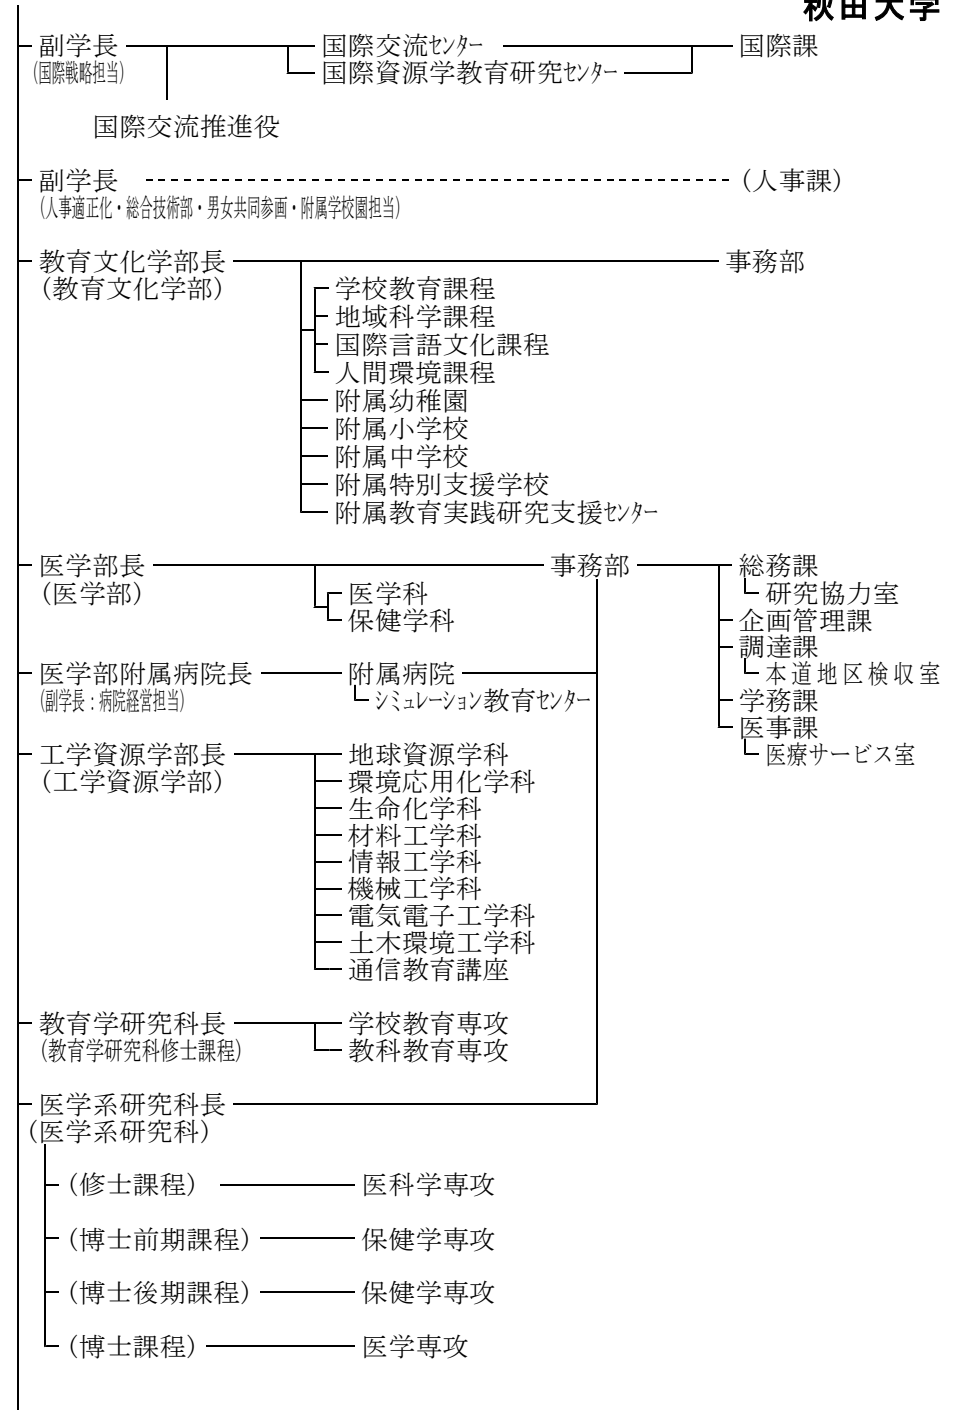 秋田大学
副学長 国際交流センター 国際課
(国際戦略担当) 国際資源学教育研究センター
国際交流推進役
副学長 (人事課)
(人事適正化・総合技術部・男女共同参画・附属学校園担当)
教育文化学部長 事務部
(教育文化学部) 学校教育課程
地域科学課程
国際言語文化課程
人間環境課程
附属幼稚園
附属小学校
附属中学校
附属特別支援学校
附属教育実践研究支援センター
医学部長 事務部 総務課
(医学部) 医学科 研究協力室
保健学科 企画管理課
調達課
医学部附属病院長 附属病院 本道地区検収室
(副学長:病院経営担当) シミュレーション教育センター 学務課
医事課
工学資源学部長 地球資源学科 医療サービス室
(工学資源学部) 環境応用化学科
生命化学科
材料工学科
情報工学科
機械工学科
電気電子工学科
土木環境工学科
通信教育講座
教育学研究科長 学校教育専攻
(教育学研究科修士課程) 教科教育専攻
医学系研究科長
(医学系研究科)
(修士課程) 医科学専攻
(博士前期課程) 保健学専攻
(博士後期課程) 保健学専攻
(博士課程) 医学専攻